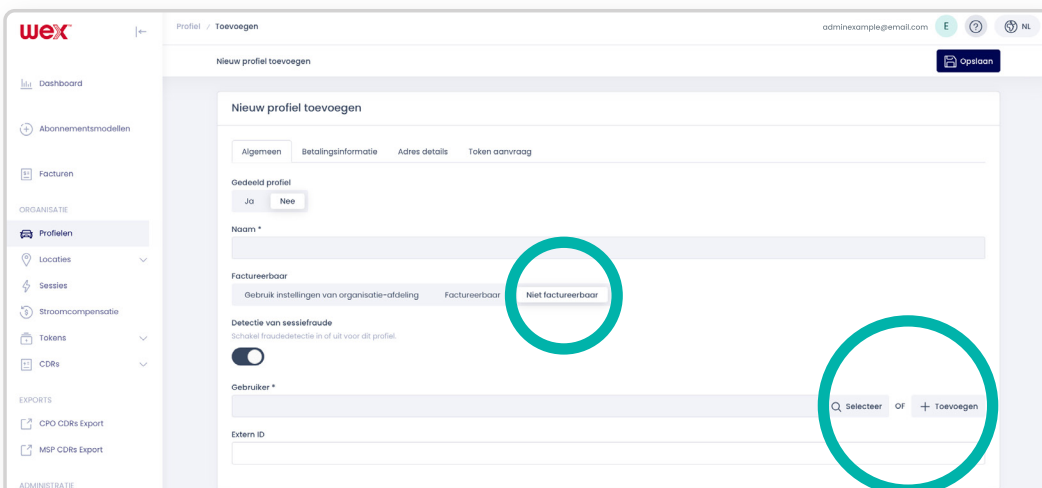 wex
Profiel / Toevoegen
adminexample@email.com E ? NL
Nieuw profiel toevoegen
Opslaan
Dashboard
Abonnementsmodellen
Facturen
ORGANISATIE
Profielen
Locaties
Sessies
Stroomcompensatie
Tokens
CDRs
EXPORTS
CPO CDRs Export
MSP CDRs Export
ADMINISTRATIE
Nieuw profiel toevoegen
Algemeen Betalingsinformatie Adres details Token aanvraag
Gedeeld profiel
Ja Nee
Naam *
Factureerbaar
Gebruik instellingen van organisatie-afdeling Factureerbaar Niet factureerbaar
Detectie van sessiefraude
Schakel fraudedetectie in of uit voor dit profiel.
Gebruiker *
Selecteer OF + Toevoegen
Extern ID